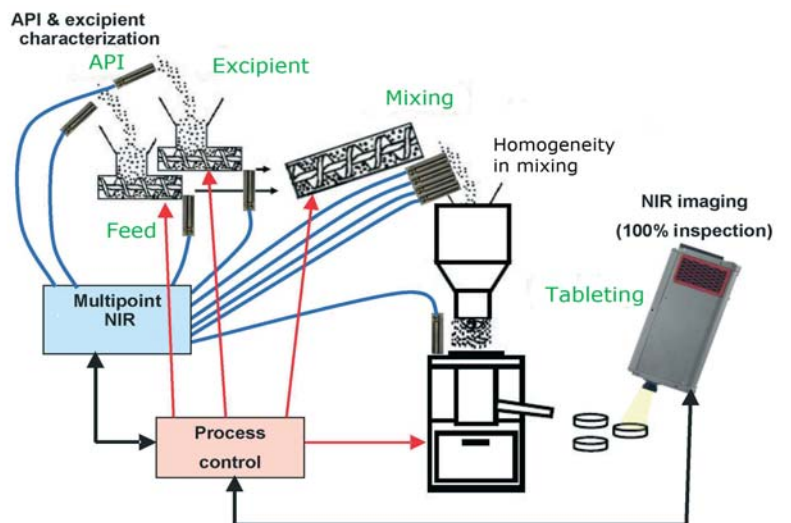 API & excipient
characterization
API
Excipient
Mixing
Homogeneity
in mixing
NIR imaging
(100% inspection)
Feed
Tableting
Multipoint
NIR
Process
control